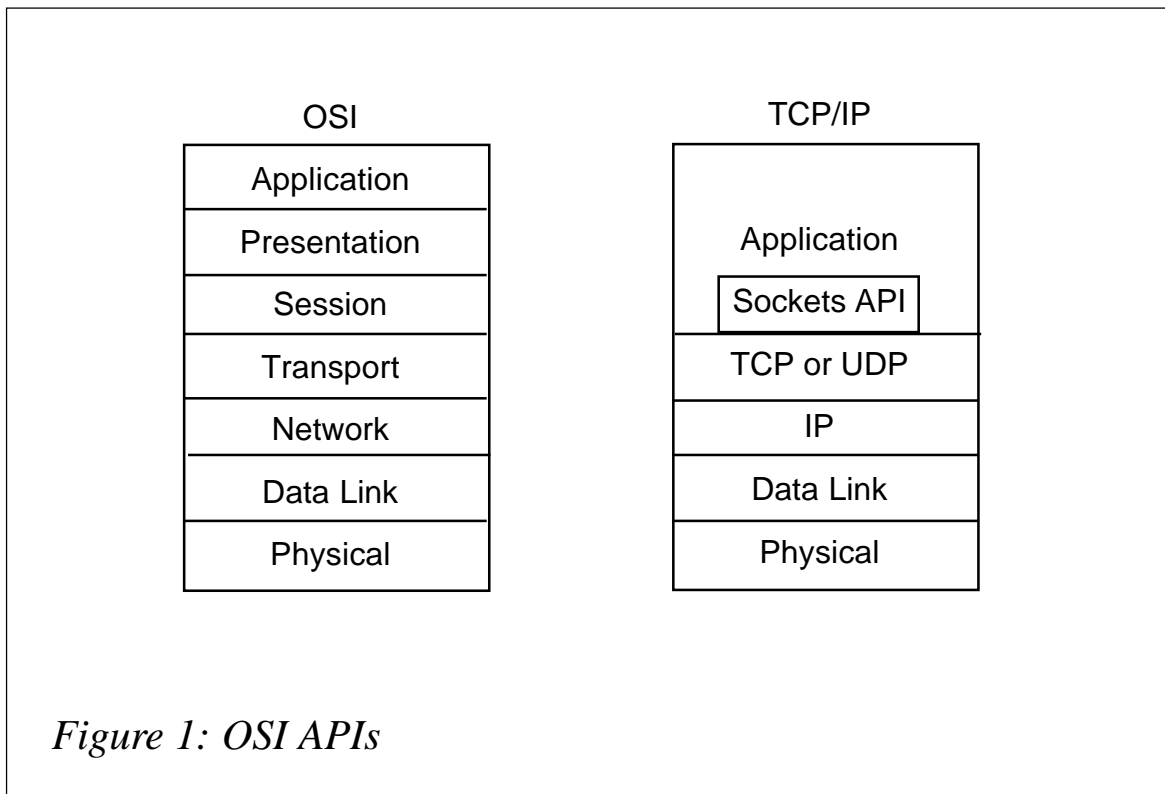 OSI
Application
Presentation
Session
Transport
Network
Data Link
Physical
TCP/IP
Application
Sockets API
TCP or UDP
IP
Data Link
Physical
Figure 1: OSI APIs